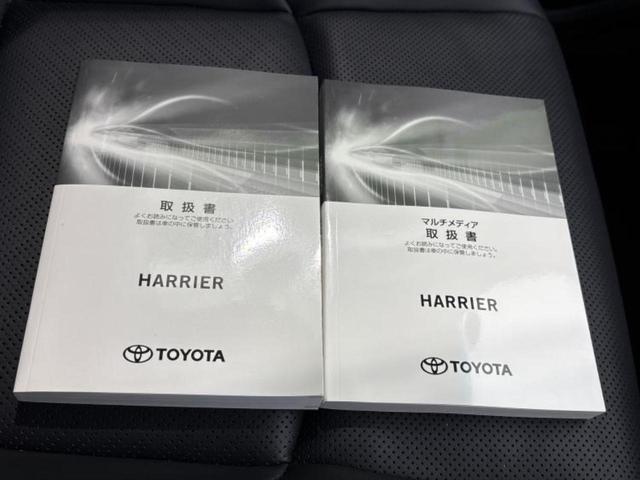 取扱書
よくお読みになってご使用ください。
取扱書は車の中に保管しましょう。
HARRIER
TOYOTA
マルチメディア
取扱書
よくお読みになってご使用ください。
取扱書は車の中に保管しましょう。
HARRIER
TOYOTA